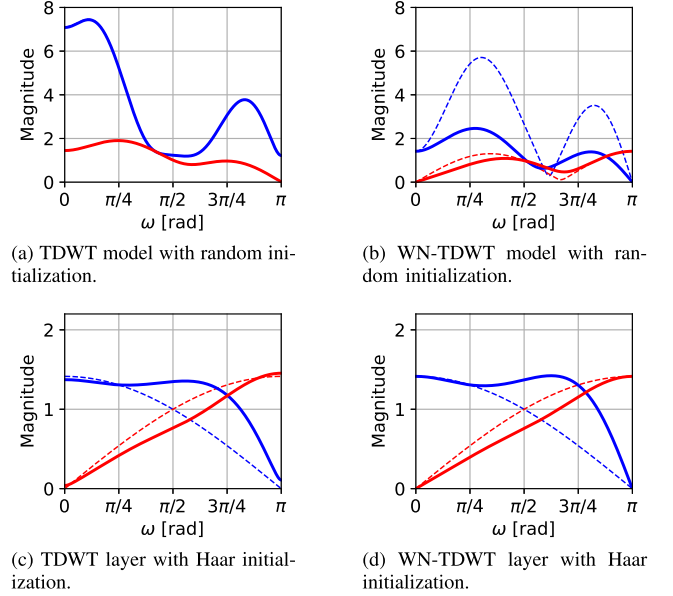 8
6
4
2
0
Magnitude
0 π/4 π/2 3π/4 π
ω [rad]
(a) TDWT model with random ini-
tialization.
8
6
4
2
0
Magnitude
0 π/4 π/2 3π/4 π
ω [rad]
(b) WN-TDWT model with ran-
dom initialization.
2
1
0
Magnitude
0 π/4 π/2 3π/4 π
ω [rad]
(c) TDWT layer with Haar initial-
ization.
2
1
0
Magnitude
0 π/4 π/2 3π/4 π
ω [rad]
(d) WN-TDWT layer with Haar
initialization.